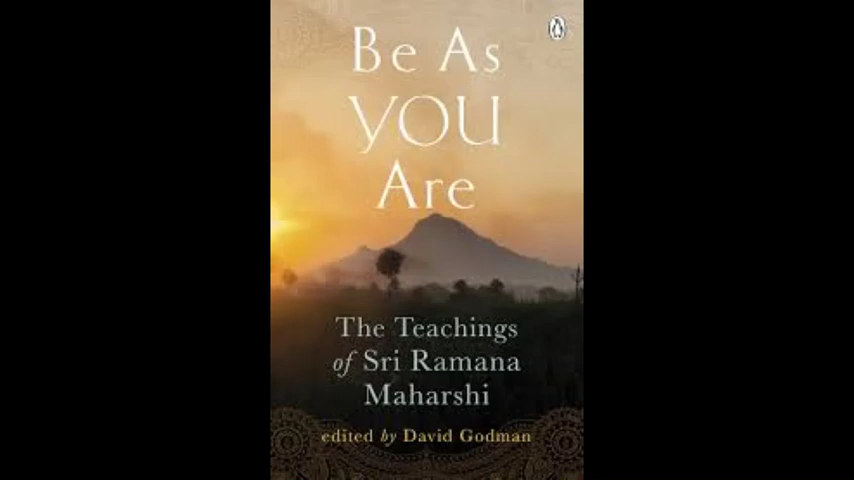 Be As
YOU
Are
The Teachings
of Sri Ramana
Maharshi
edited by David Godman